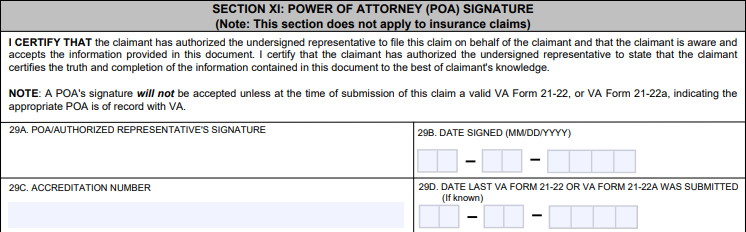 SECTION XI: POWER OF ATTORNEY (POA) SIGNATURE
(Note: This section does not apply to insurance claims)
I CERTIFY THAT the claimant has authorized the undersigned representative to file this claim on behalf of the claimant and that the claimant is aware and
accepts the information provided in this document. I certify that the claimant has authorized the undersigned representative to state that the claimant
certifies the truth and completion of the information contained in this document to the best of claimant's knowledge.
NOTE: A POA's signature will not be accepted unless at the time of submission of this claim a valid VA Form 21-22, or VA Form 21-22a, indicating the
appropriate POA is of record with VA.
29A. POA/AUTHORIZED REPRESENTATIVE'S SIGNATURE
29B. DATE SIGNED (MM/DD/YYYY)
29C. ACCREDITATION NUMBER
29D. DATE LAST VA FORM 21-22 OR VA FORM 21-22A WAS SUBMITTED
(If known)